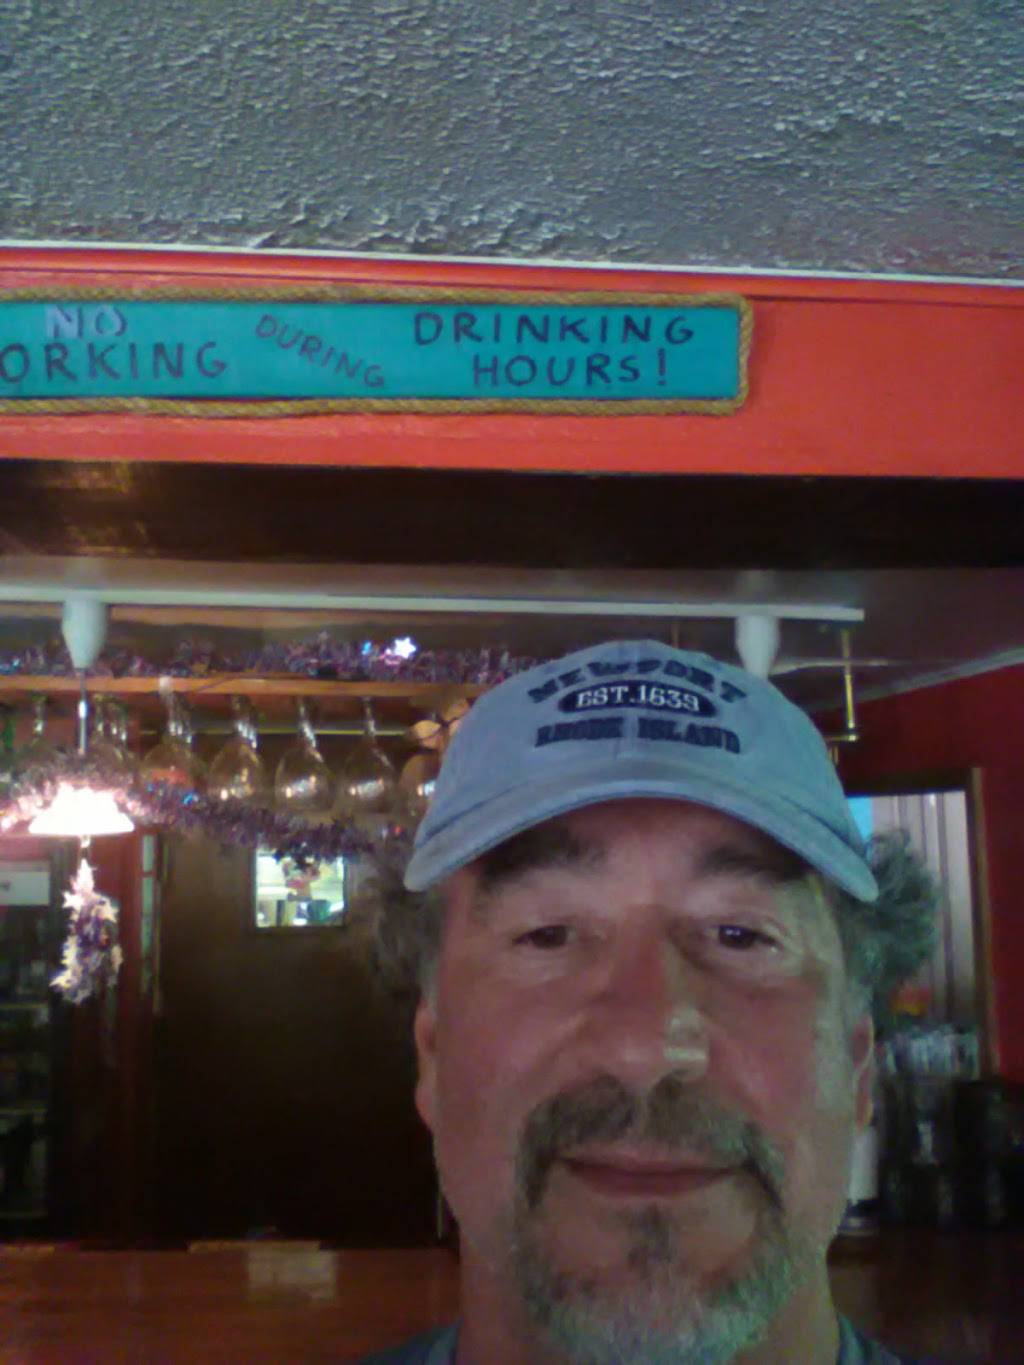 NO
ORKING
DURING
DRINKING
HOURS!
NEWPORT
EST.1639
RHODE ISLAND